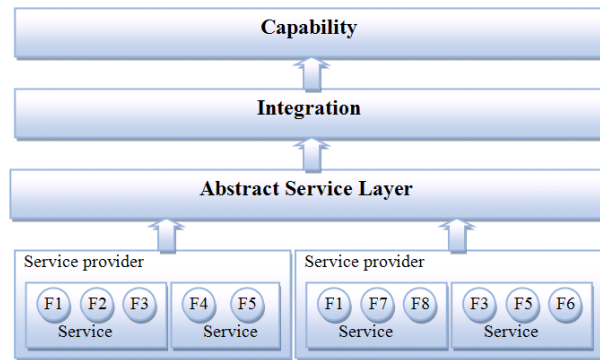 Capability
Integration
Abstract Service Layer
Service provider
F1 F2 F3
Service
F4 F5
Service
Service provider
F1 F7 F8
Service
F3 F5 F6
Service